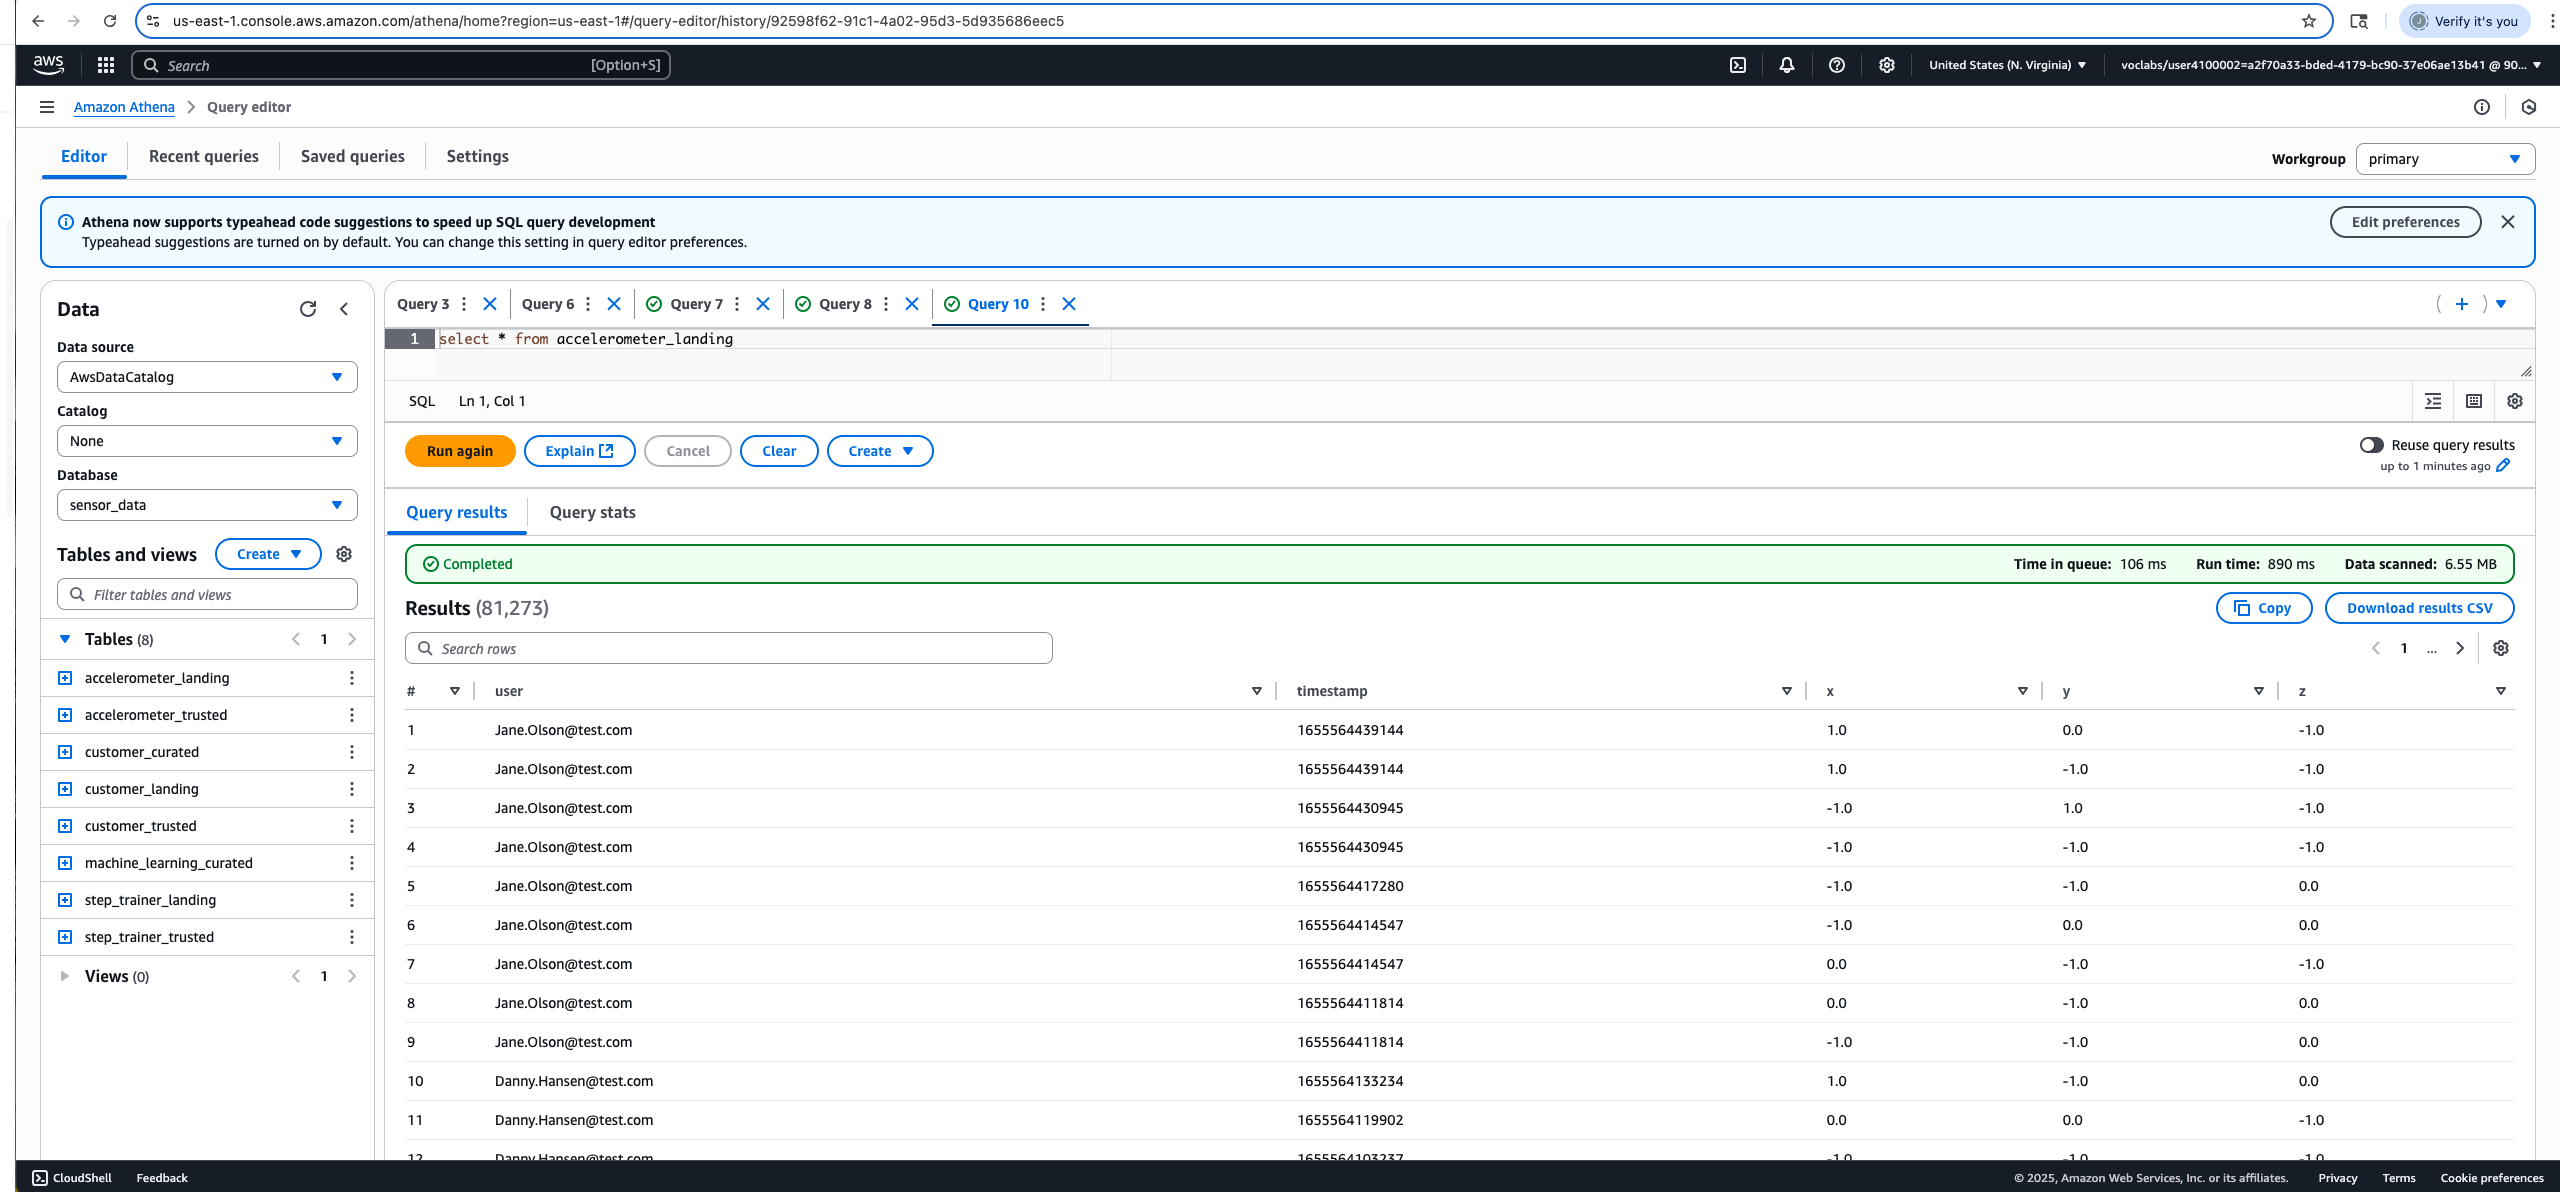 us-east-1.console.aws.amazon.com/athena/home?region=us-east-1#/query-editor/history/92598f62-91c1-4a02-95d3-5d935686eec5
Verify it's you
aws
Search
[Option+S]
United States (N. Virginia)
voclabs/user4100002=a2f70a33-bded-4179-bc90-37e06ae13b41 @ 90...
Amazon Athena
Query editor
Editor
Recent queries
Saved queries
Settings
Workgroup
primary
Athena now supports typeahead code suggestions to speed up SQL query development
Typeahead suggestions are turned on by default. You can change this setting in query editor preferences.
Edit preferences
Data
Data source
AwsDataCatalog
Catalog
None
Database
sensor_data
Tables and views
Create
Filter tables and views
Tables (8)
1
accelerometer_landing
accelerometer_trusted
customer_curated
customer_landing
customer_trusted
machine_learning_curated
step_trainer_landing
step_trainer_trusted
Views (0)
1
Query 3
Query 6
Query 7
Query 8
Query 10
1 select * from accelerometer_landing
SQL Ln 1, Col 1
Run again
Explain
Cancel
Clear
Create
Reuse query results
up to 1 minutes ago
Query results
Query stats
Completed
Time in queue: 106 ms
Run time: 890 ms
Data scanned: 6.55 MB
Results (81,273)
Copy
Download results CSV
Search rows
1 ...
# user timestamp x y z
1 Jane.Olson@test.com 1655564439144 1.0 0.0 -1.0
2 Jane.Olson@test.com 1655564439144 1.0 -1.0 -1.0
3 Jane.Olson@test.com 1655564430945 -1.0 1.0 -1.0
4 Jane.Olson@test.com 1655564430945 -1.0 -1.0 -1.0
5 Jane.Olson@test.com 1655564417280 -1.0 -1.0 0.0
6 Jane.Olson@test.com 1655564414547 -1.0 0.0 0.0
7 Jane.Olson@test.com 1655564414547 0.0 -1.0 -1.0
8 Jane.Olson@test.com 1655564411814 0.0 -1.0 0.0
9 Jane.Olson@test.com 1655564411814 -1.0 -1.0 0.0
10 Danny.Hansen@test.com 1655564133234 1.0 -1.0 0.0
11 Danny.Hansen@test.com 1655564119902 0.0 0.0 -1.0
12 Danny.Hansen@test.com 1655564103237 -1.0 -1.0 -1.0
CloudShell
Feedback
© 2025, Amazon Web Services, Inc. or its affiliates.
Privacy
Terms
Cookie preferences